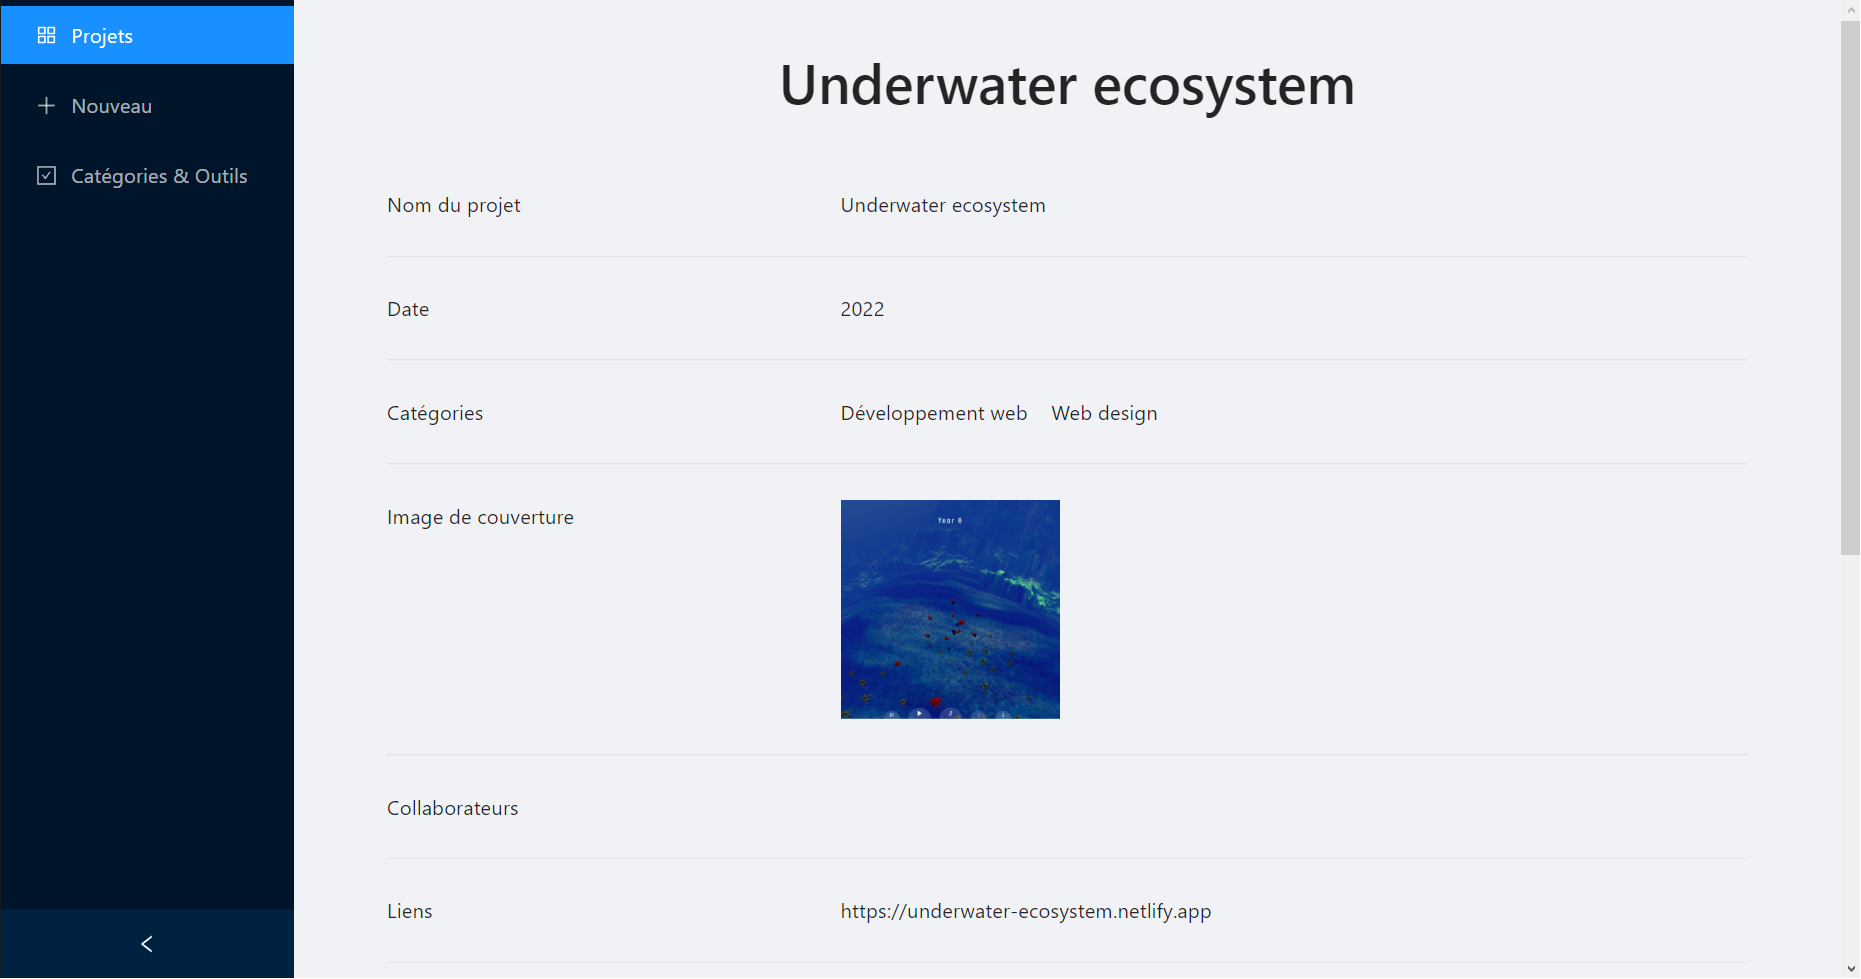 Projets
Nouveau
Catégories & Outils
Underwater ecosystem
Nom du projet
Underwater ecosystem
Date
2022
Catégories
Développement web
Web design
Image de couverture
Year 6
Collaborateurs
Liens
https://underwater-ecosystem.netlify.app